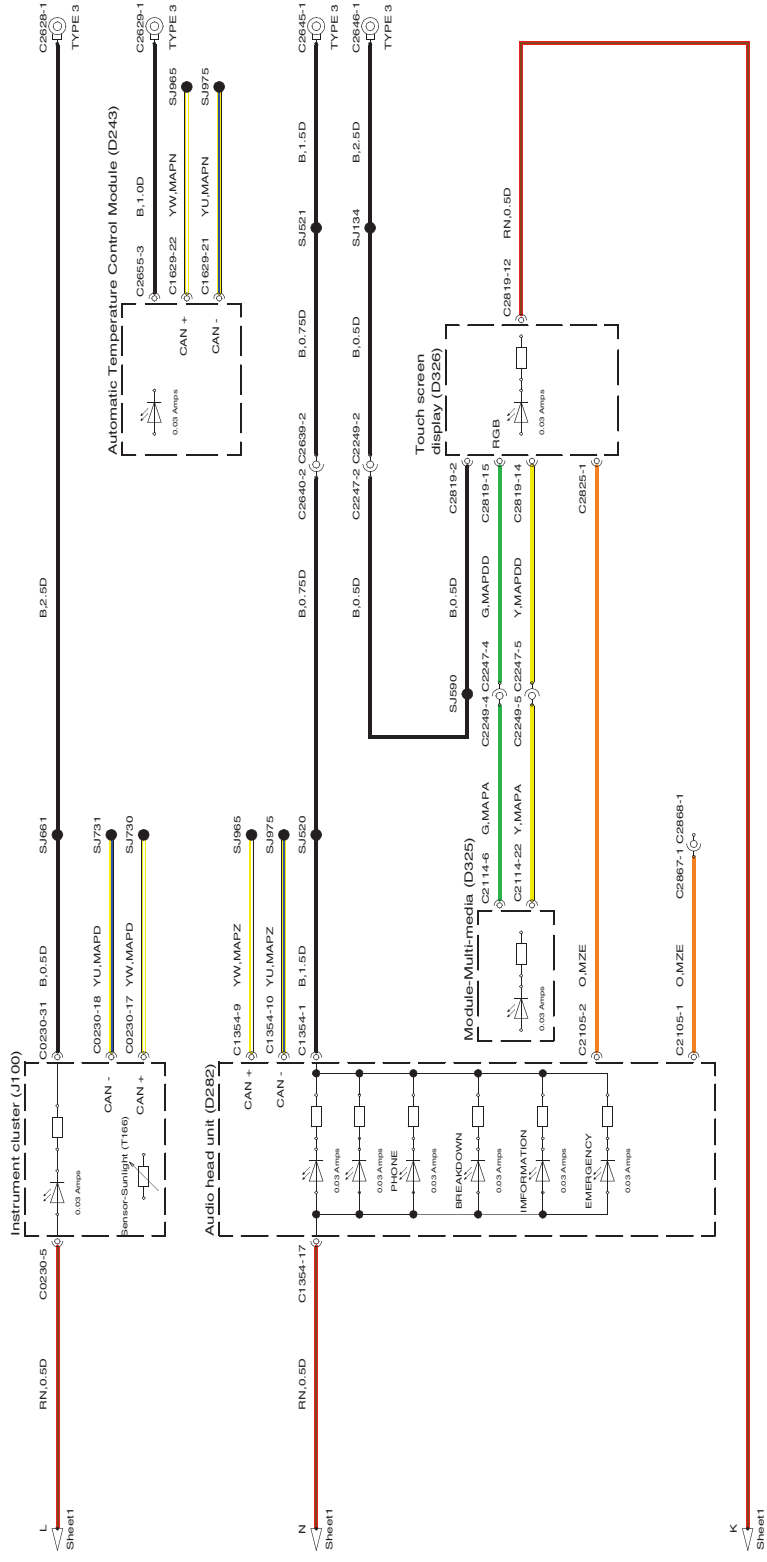 Instrument cluster (J100)
L
Sheet1
RN,0.5D
C0230-5
0.03 Amps
Sensor-Sunlight (T166)
CAN -
CAN +
C0230-31
B,0.5D
SJ661
B,2.5D
C2628-1
TYPE 3
C0230-18
YU,MAPD
SJ731
C0230-17
YW,MAPD
SJ730
Automatic Temperature Control Module (D243)
0.03 Amps
CAN +
CAN -
C2655-3
B,1.0D
C2629-1
TYPE 3
C1629-22
YW,MAPN
SJ965
C1629-21
YU,MAPN
SJ975
Audio head unit (D282)
CAN +
CAN -
C1354-9
YW,MAPZ
SJ965
C1354-10
YU,MAPZ
SJ975
N
Sheet1
RN,0.5D
C1354-17
0.03 Amps
0.03 Amps
PHONE
0.03 Amps
BREAKDOWN
0.03 Amps
IMFORMATION
0.03 Amps
EMERGENCY
0.03 Amps
C1354-1
B,1.5D
SJ520
B,0.75D
C2640-2
C2639-2
B,0.75D
SJ521
B,1.5D
C2645-1
TYPE 3
B,0.5D
C2247-2
C2249-2
B,0.5D
SJ134
B,2.5D
C2646-1
TYPE 3
Touch screen
display (D326)
RGB
0.03 Amps
C2819-12
RN,0.5D
SJ590
B,0.5D
C2819-2
Module-Multi-media (D325)
0.03 Amps
C2114-6
G,MAPA
C2249-4
C2247-4
G,MAPDD
C2819-15
C2114-22
Y,MAPA
C2249-5
C2247-5
Y,MAPDD
C2819-14
C2105-2
O,MZE
C2825-1
C2105-1
O,MZE
C2867-1
C2868-1
K
Sheet1